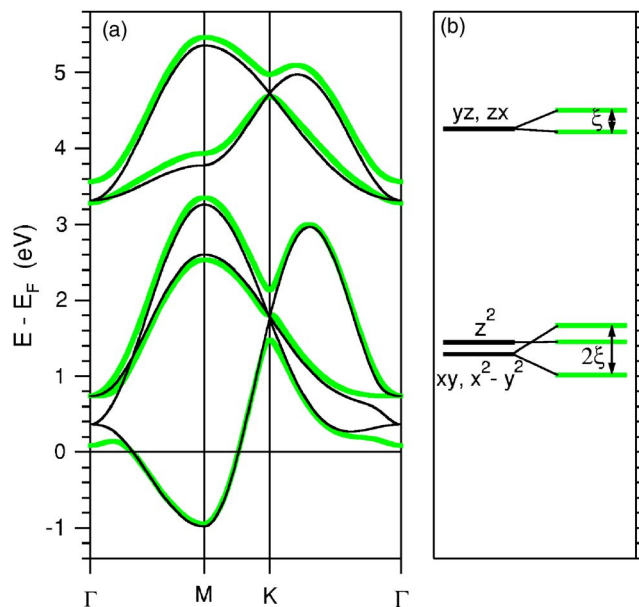 (a)
(b)
5
4
3
2
1
0
-1
E - E_F (eV)
Γ M K Γ
yz, zx
ξ
z²
xy, x² - y²
2ξ